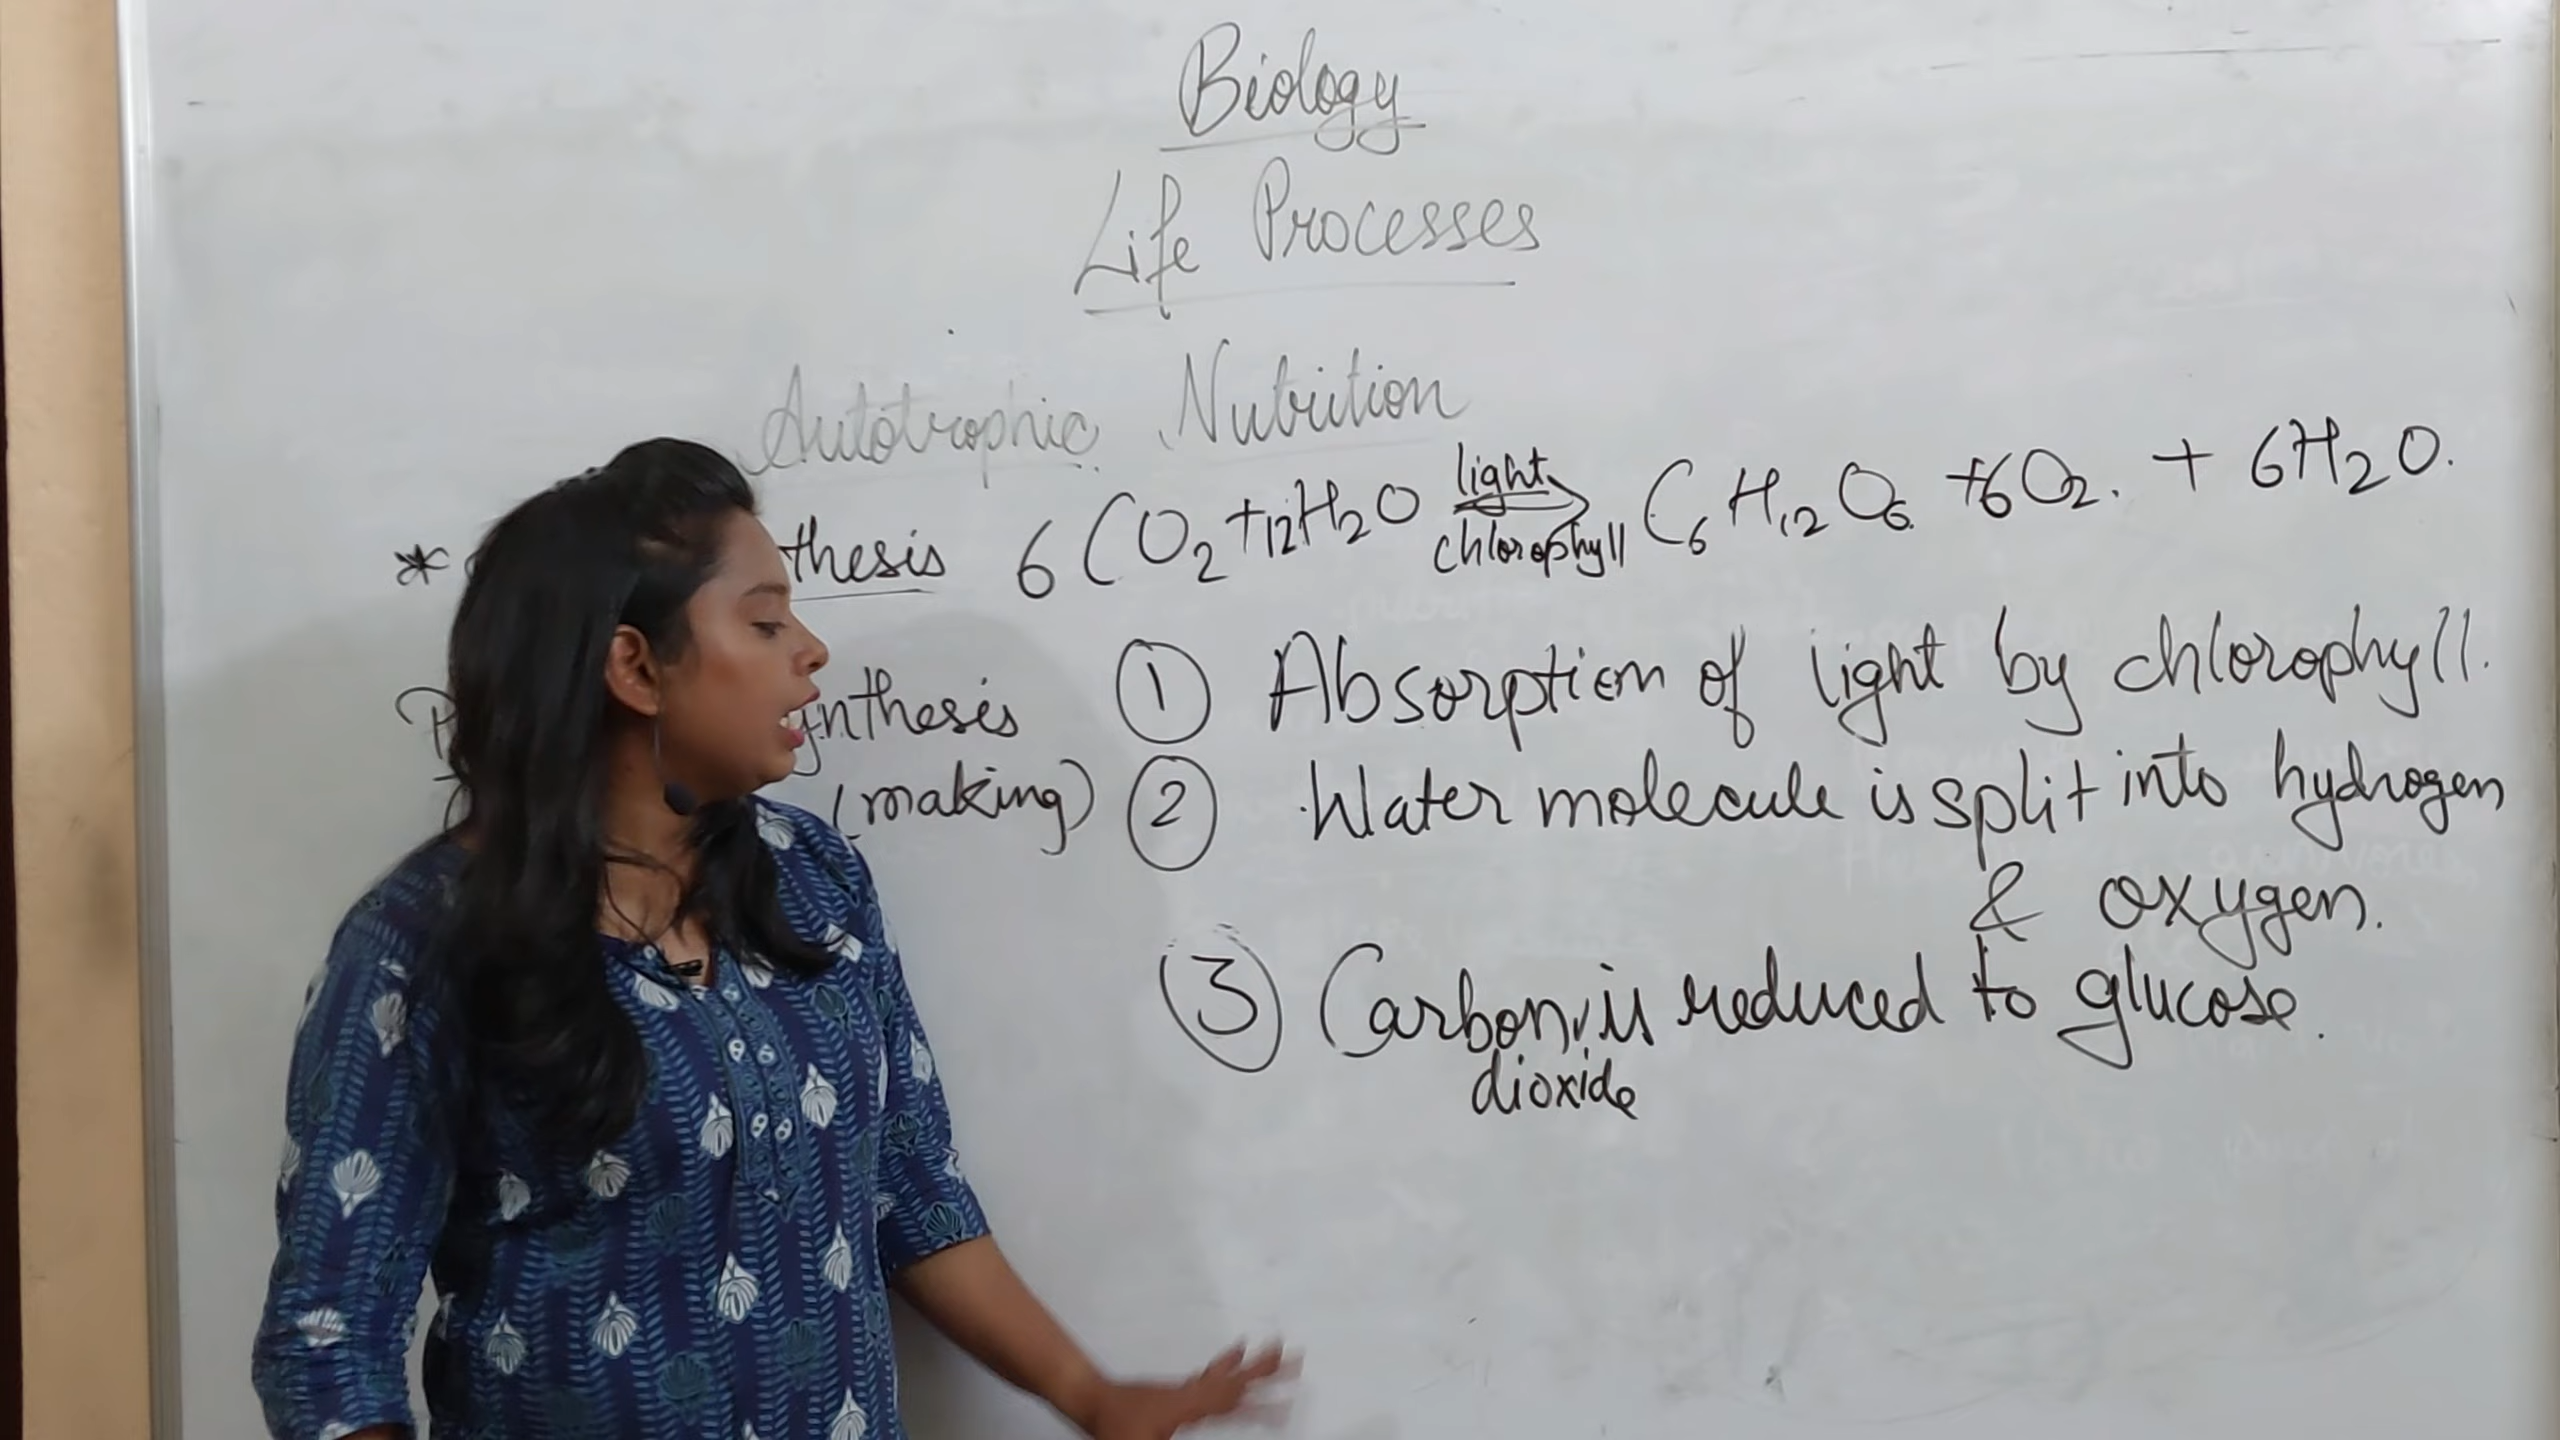 Biology
Life Processes
Autotrophic Nutrition
* thesis 6CO2 + 12H2O light chlorophyll C6H12O6 + 6O2. + 6H2O.
ynthesis ① Absorption of light by chlorophyll.
(making) ② Water molecule is split into hydrogen
& oxygen.
③ Carbon is reduced to glucose.
dioxide